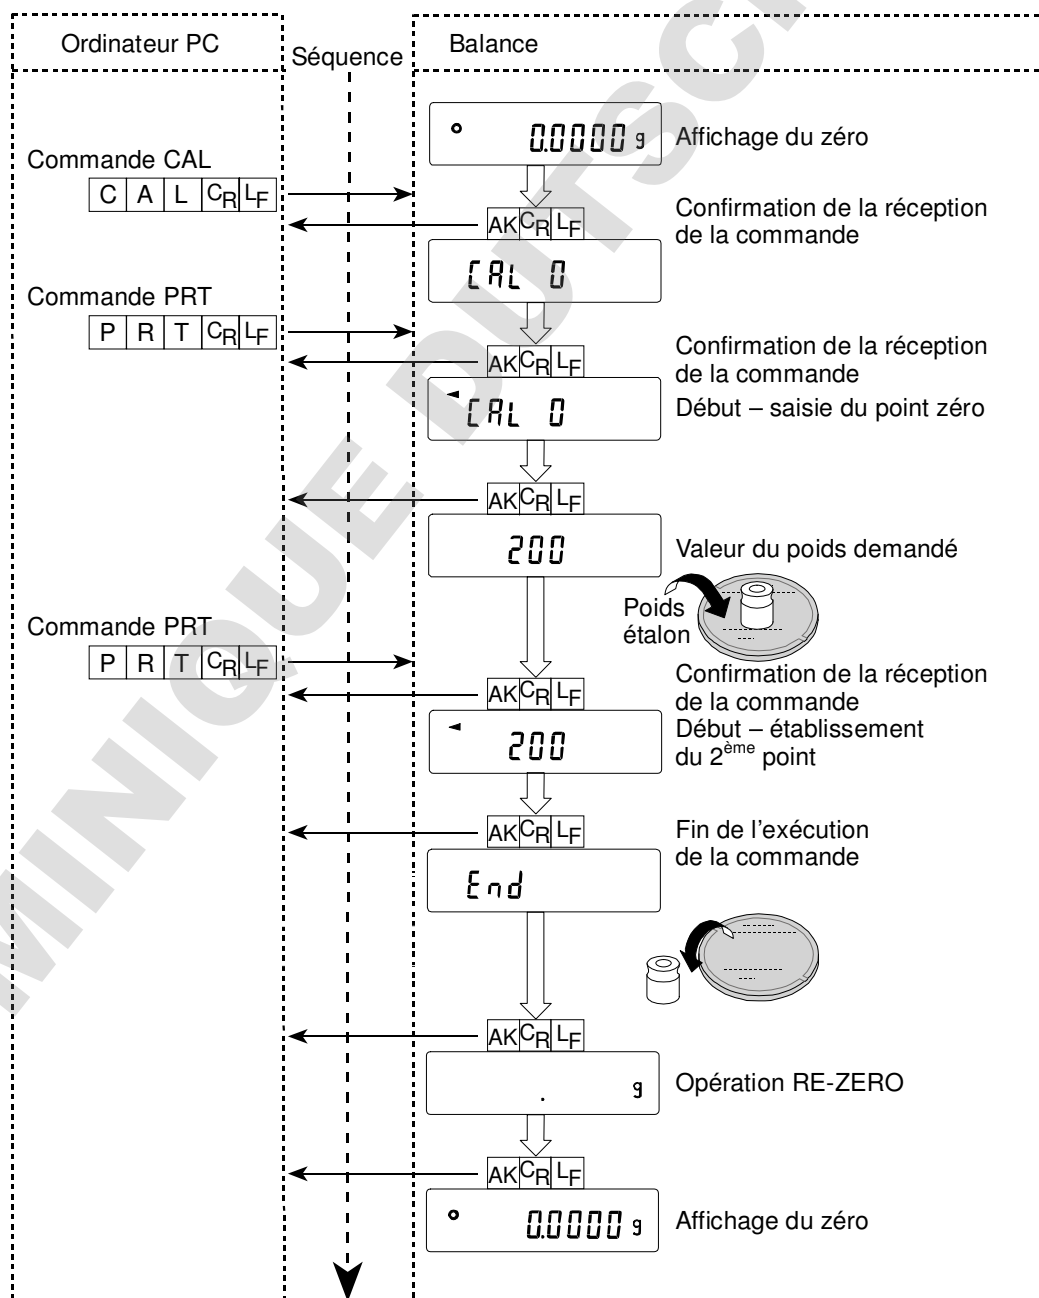 Ordinateur PC
Séquence
Balance
0.0000 g
Affichage du zéro
Commande CAL
C A L CR LF
AK CR LF
Confirmation de la réception
de la commande
CAL 0
Commande PRT
P R T CR LF
AK CR LF
Confirmation de la réception
de la commande
CAL 0
Début – saisie du point zéro
AK CR LF
200
Valeur du poids demandé
Poids
étalon
Commande PRT
P R T CR LF
AK CR LF
Confirmation de la réception
de la commande
200
Début – établissement
du 2ème point
AK CR LF
Fin de l'exécution
de la commande
End
AK CR LF
. g
Opération RE-ZERO
AK CR LF
0.0000 g
Affichage du zéro
MINIQUE DUTSC